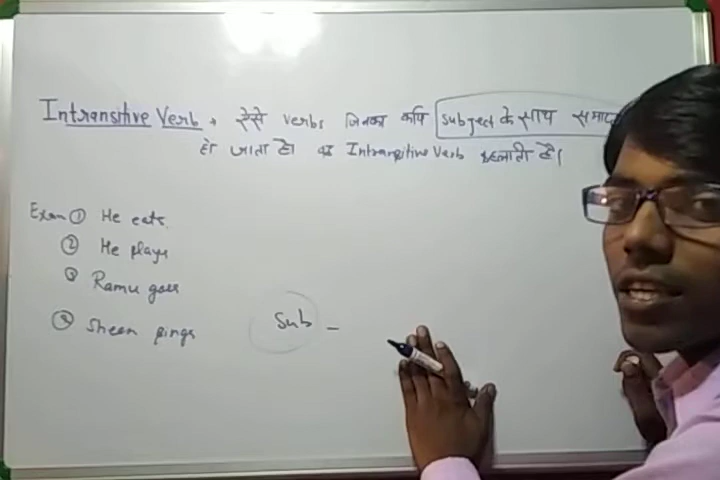 Intransitive Verb → ऐसे verbs जिनका कार्य Subject के साथ समाप्त
हो जाता है। वह Intransitive Verb कहलाती है।
Exam ① He eats.
② He plays
③ Ramu goes
④ Sheem sings
Sub –